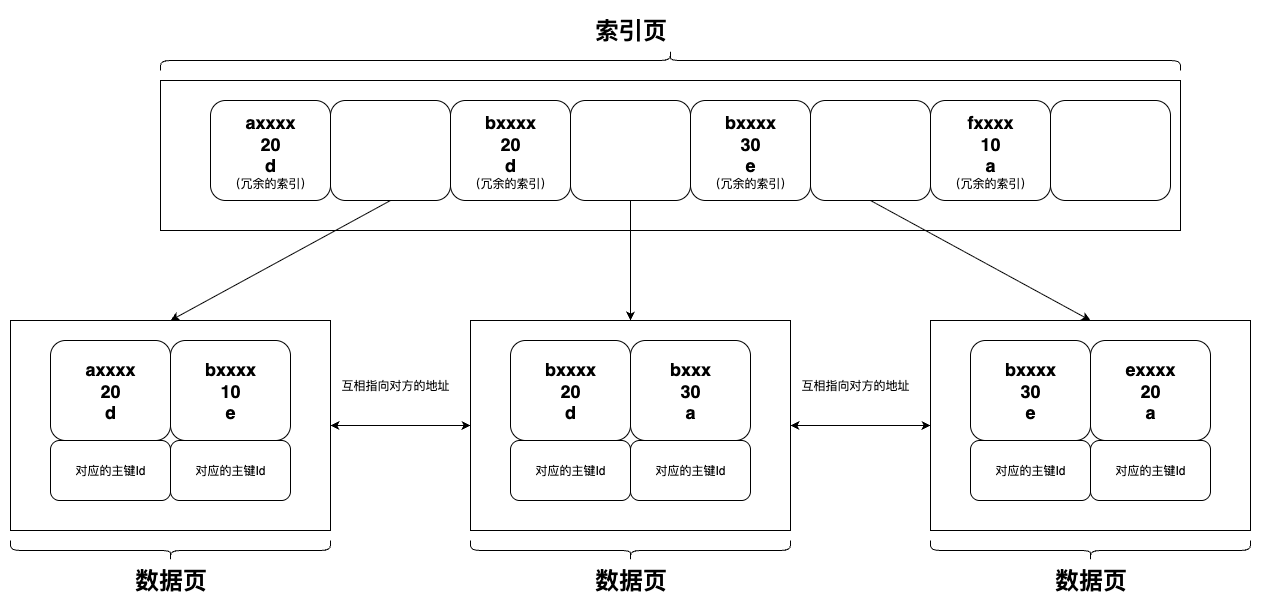 索引页
axxxx
20
d
(冗余的索引)
bxxxx
20
d
(冗余的索引)
bxxxx
30
e
(冗余的索引)
fxxxx
10
a
(冗余的索引)
axxxx
20
d
对应的主键Id
bxxxx
10
e
对应的主键Id
互相指向对方的地址
bxxxx
20
d
对应的主键Id
bxxx
30
a
对应的主键Id
互相指向对方的地址
bxxxx
30
e
对应的主键Id
exxxx
20
a
对应的主键Id
数据页
数据页
数据页